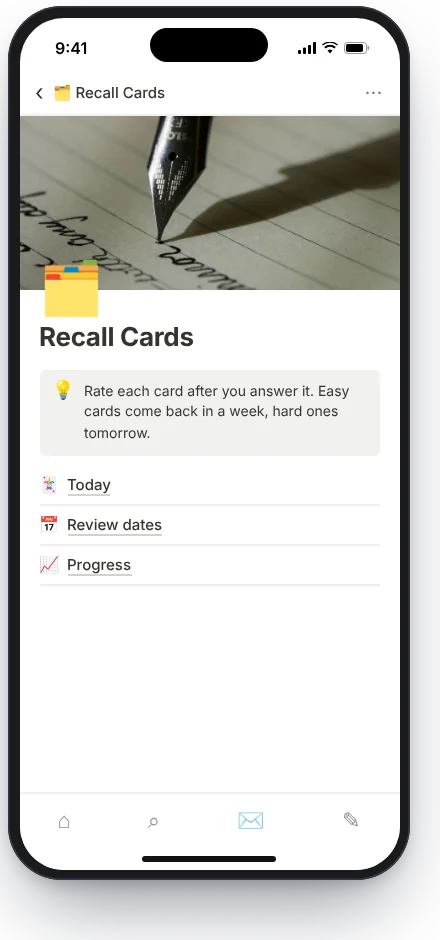 9:41
Recall Cards
Recall Cards
Rate each card after you answer it. Easy
cards come back in a week, hard ones
tomorrow.
Today
Review dates
Progress